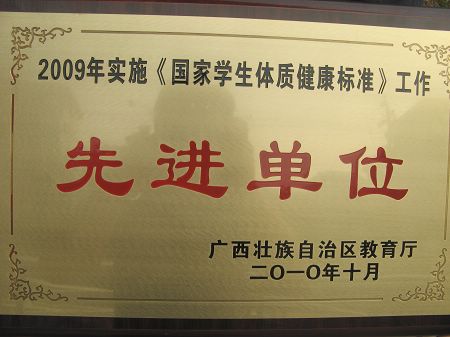 2009年实施《国家学生体质健康标准》工作
先进单位
广西壮族自治区教育厅
二〇一〇年十月